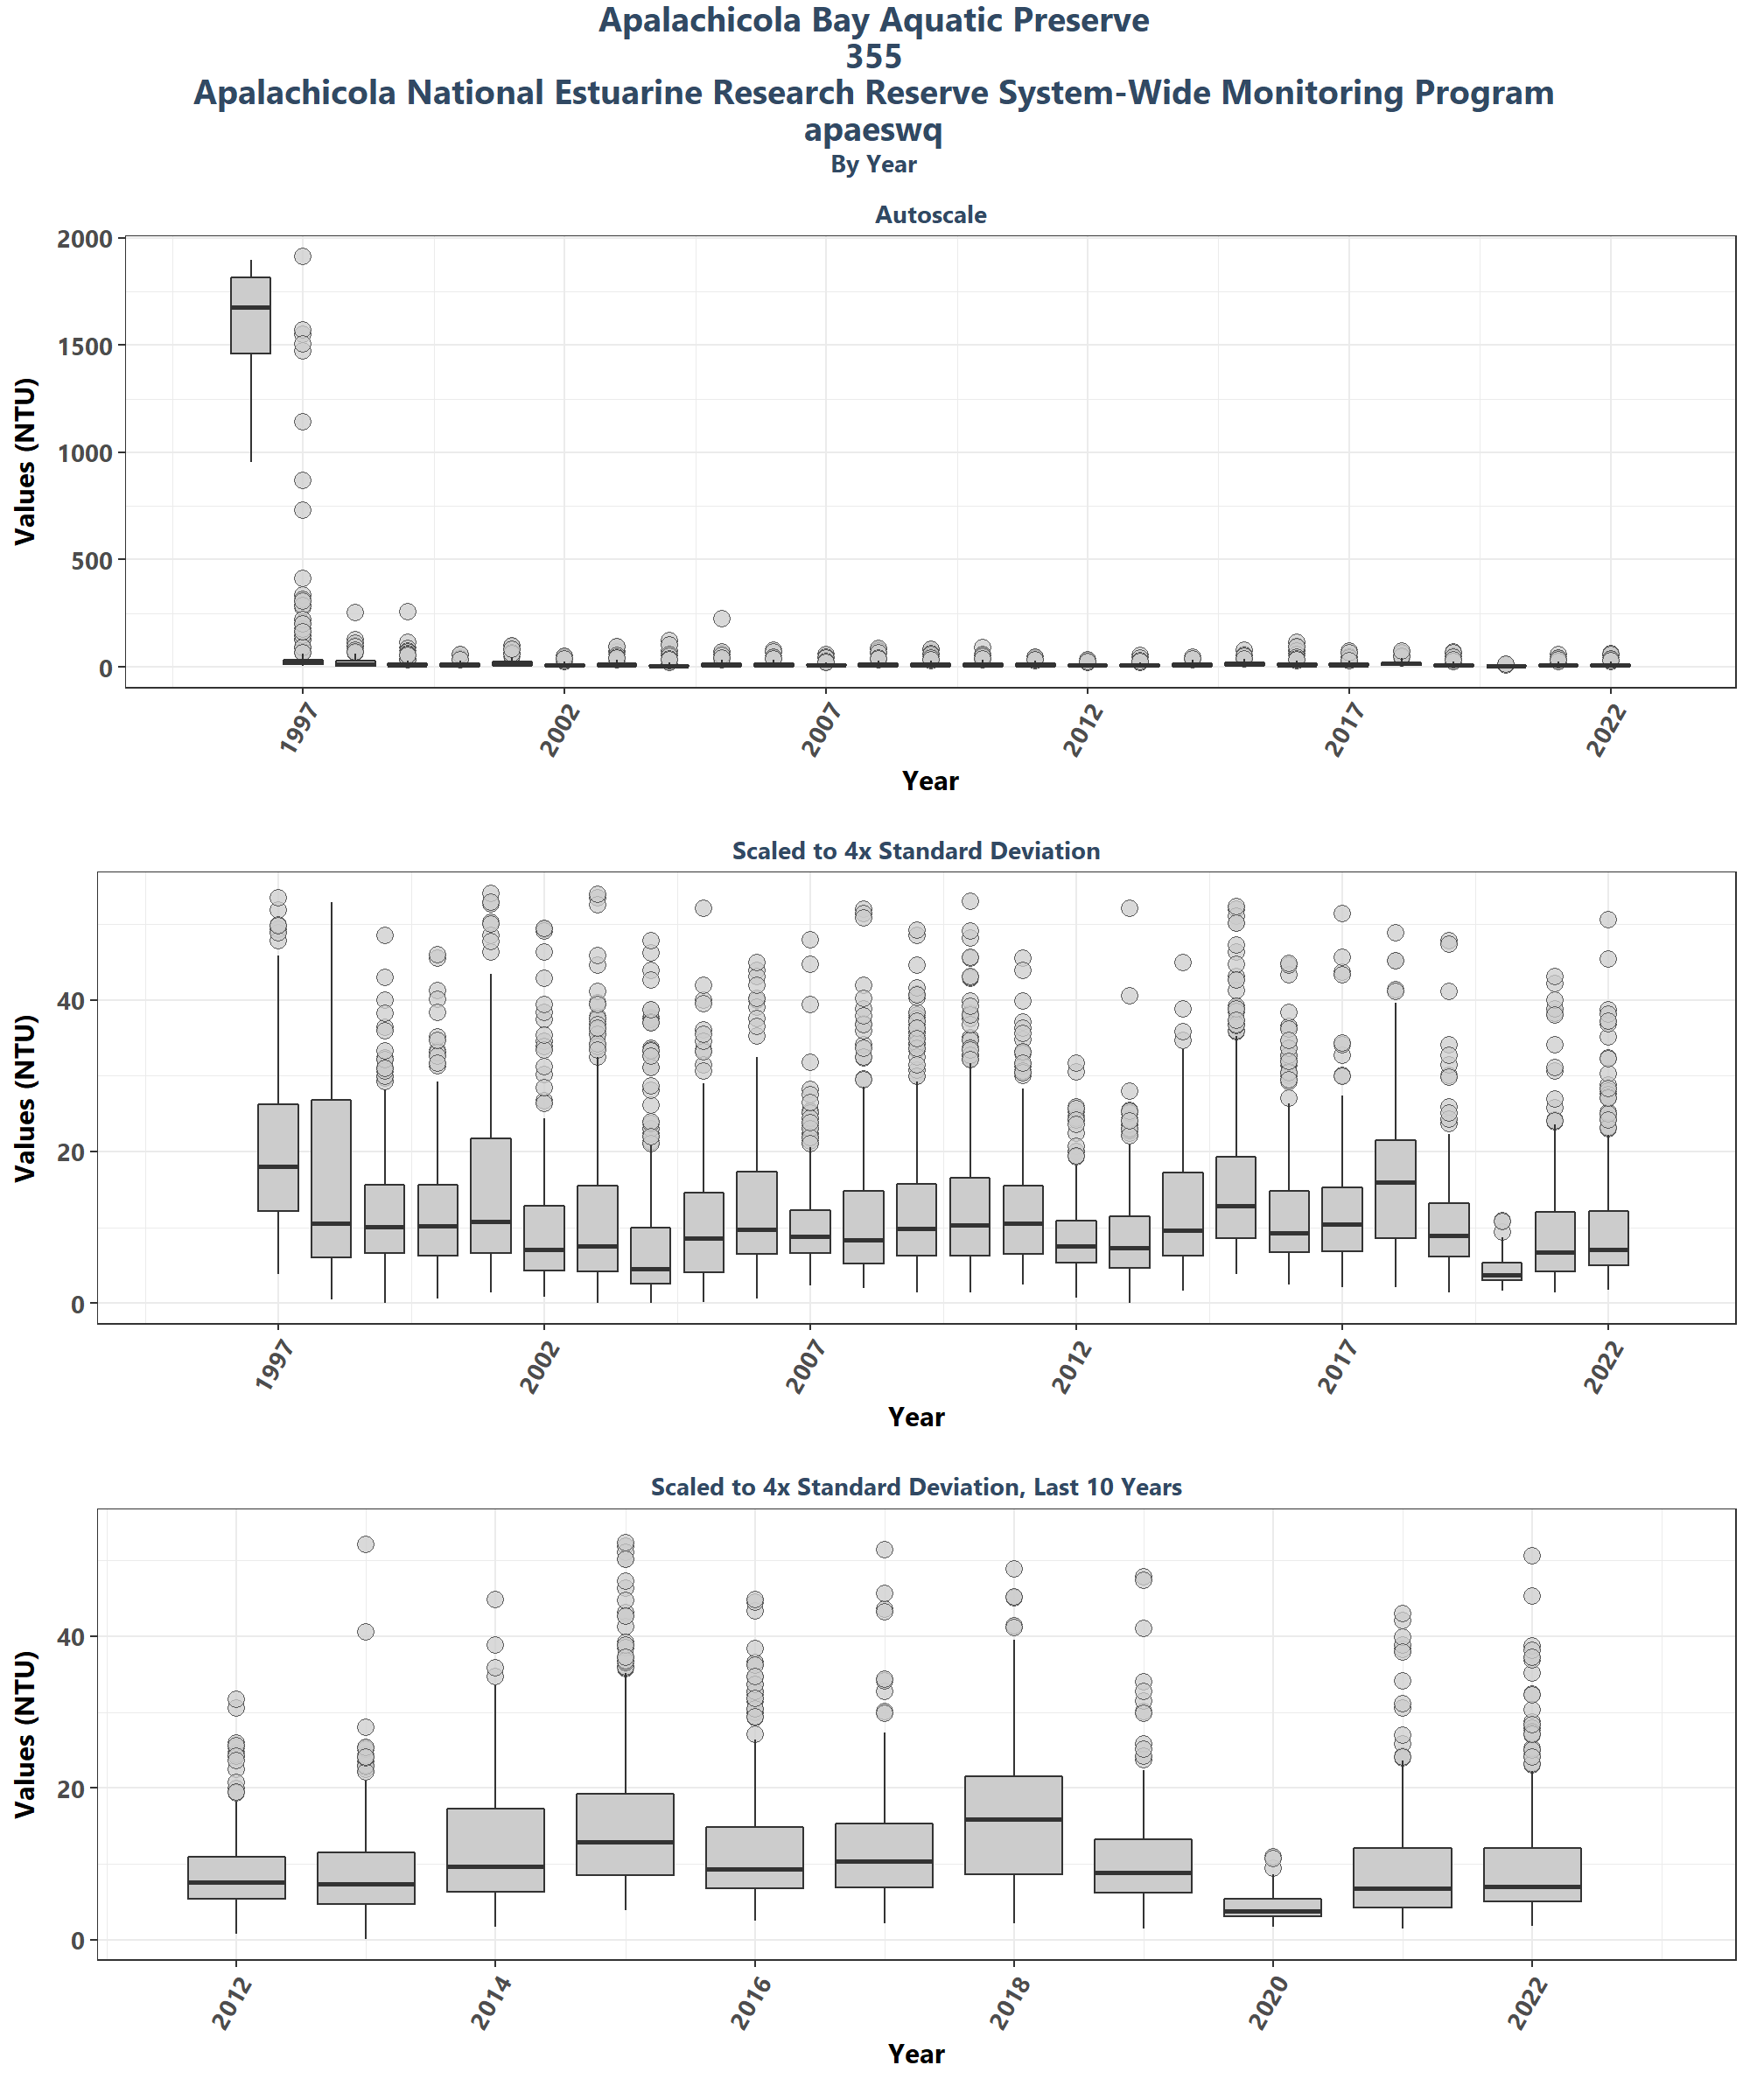 Apalachicola Bay Aquatic Preserve
355
Apalachicola National Estuarine Research Reserve System-Wide Monitoring Program
apaeswq
By Year
Autoscale
Values (NTU)
2000
1500
1000
500
0
1997 2002 2007 2012 2017 2022
Year
Scaled to 4x Standard Deviation
Values (NTU)
40
20
0
1997 2002 2007 2012 2017 2022
Year
Scaled to 4x Standard Deviation, Last 10 Years
Values (NTU)
40
20
0
2012 2014 2016 2018 2020 2022
Year